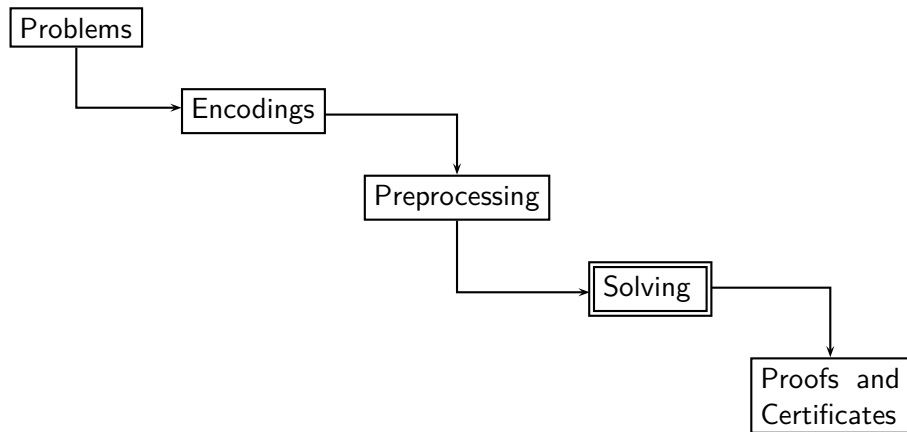 Problems
Encodings
Preprocessing
Solving
Proofs and
Certificates